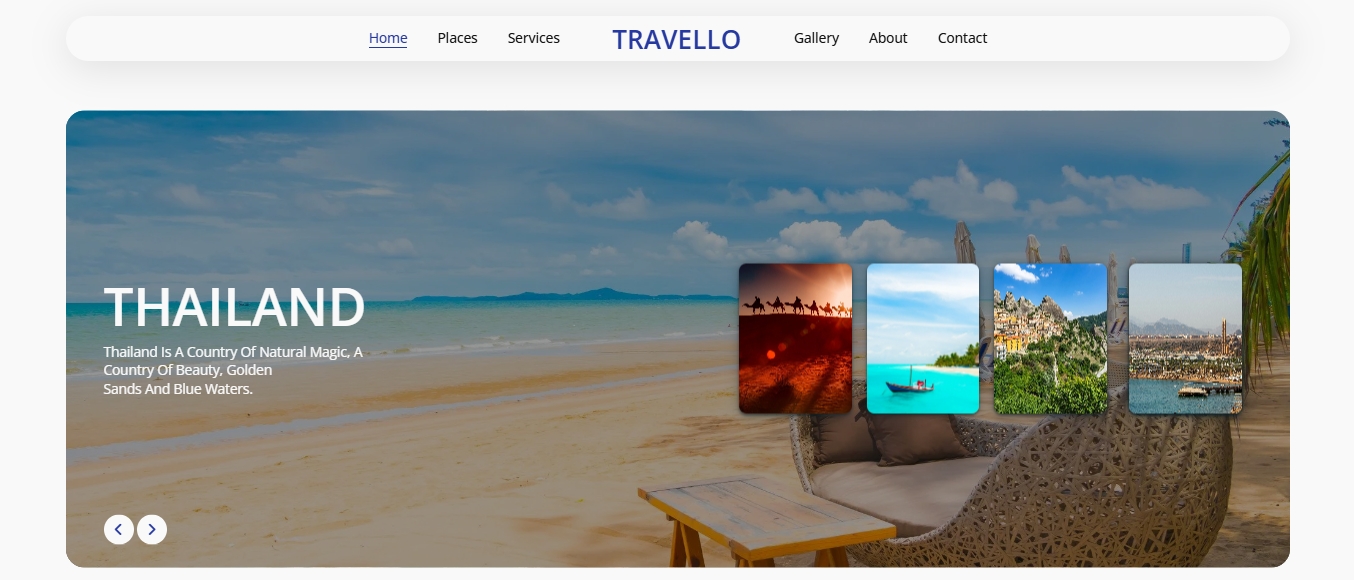 Home
Places
Services
TRAVELLO
Gallery
About
Contact
THAILAND
Thailand Is A Country Of Natural Magic, A
Country Of Beauty, Golden
Sands And Blue Waters.